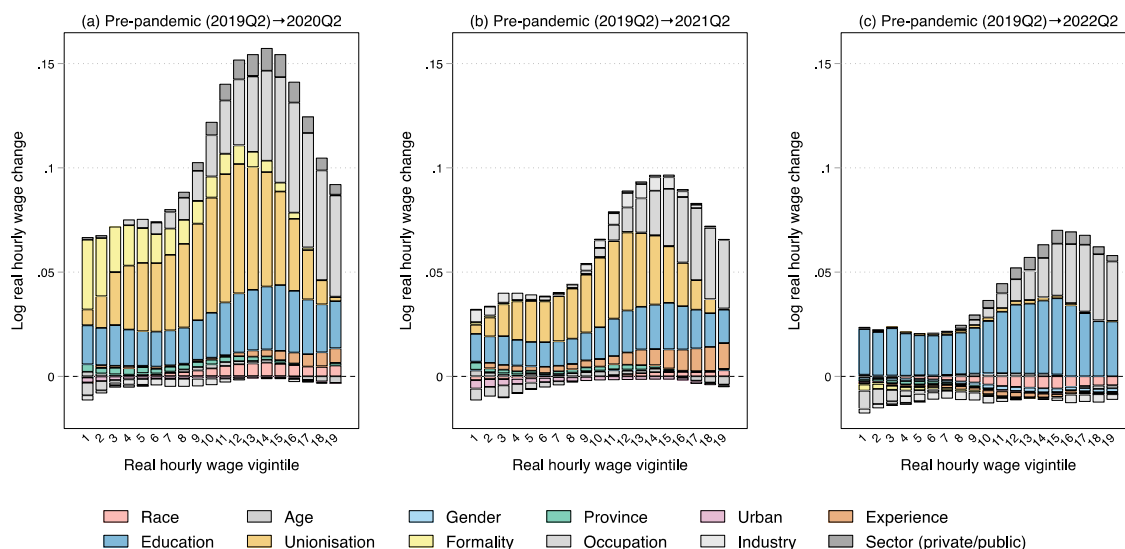 (a) Pre-pandemic (2019Q2)→2020Q2
Log real hourly wage change
.15
.1
.05
0
1 2 3 4 5 6 7 8 9 10 11 12 13 14 15 16 17 18 19
Real hourly wage vigintile
(b) Pre-pandemic (2019Q2)→2021Q2
Log real hourly wage change
.15
.1
.05
0
1 2 3 4 5 6 7 8 9 10 11 12 13 14 15 16 17 18 19
Real hourly wage vigintile
(c) Pre-pandemic (2019Q2)→2022Q2
Log real hourly wage change
.15
.1
.05
0
1 2 3 4 5 6 7 8 9 10 11 12 13 14 15 16 17 18 19
Real hourly wage vigintile
Race Age Gender Province Urban Experience
Education Unionisation Formality Occupation Industry Sector (private/public)